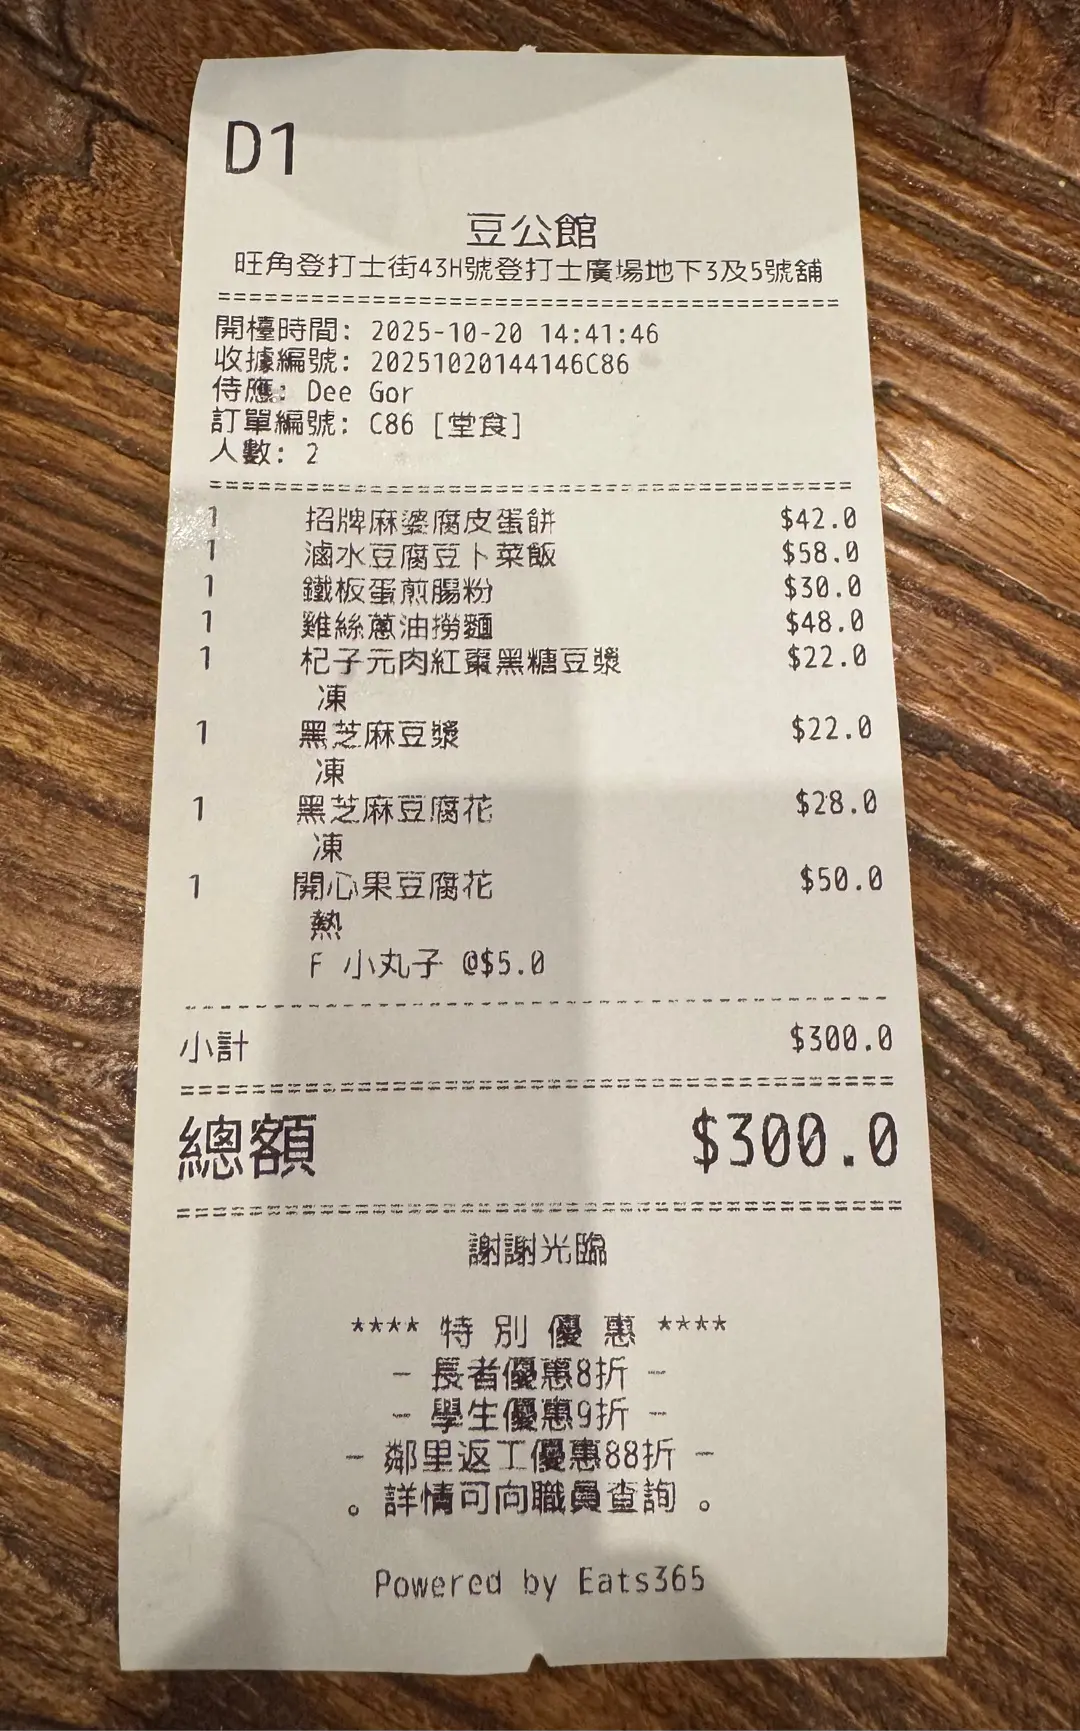 D1
豆公館
旺角登打士街43H號登打士廣場地下3及5號舖
開檯時間: 2025-10-20 14:41:46
收據編號: 20251020144146C86
侍應: Dee Gor
訂單編號: C86 [堂食]
人數: 2
1 招牌麻婆腐皮蛋餅 $42.0
1 滷水豆腐豆卜菜飯 $58.0
1 鐵板蛋煎腸粉 $30.0
1 雞絲蔥油撈麵 $48.0
1 杞子元肉紅棗黑糖豆漿 $22.0
凍
1 黑芝麻豆漿 $22.0
凍
1 黑芝麻豆腐花 $28.0
凍
1 開心果豆腐花 $50.0
熱
F 小丸子 @$5.0
小計 $300.0
總額 $300.0
謝謝光臨
**** 特 別 優 惠 ****
- 長者優惠8折 -
- 學生優惠9折 -
- 鄰里返工優惠88折 -
。詳情可向職員查詢 。
Powered by Eats365